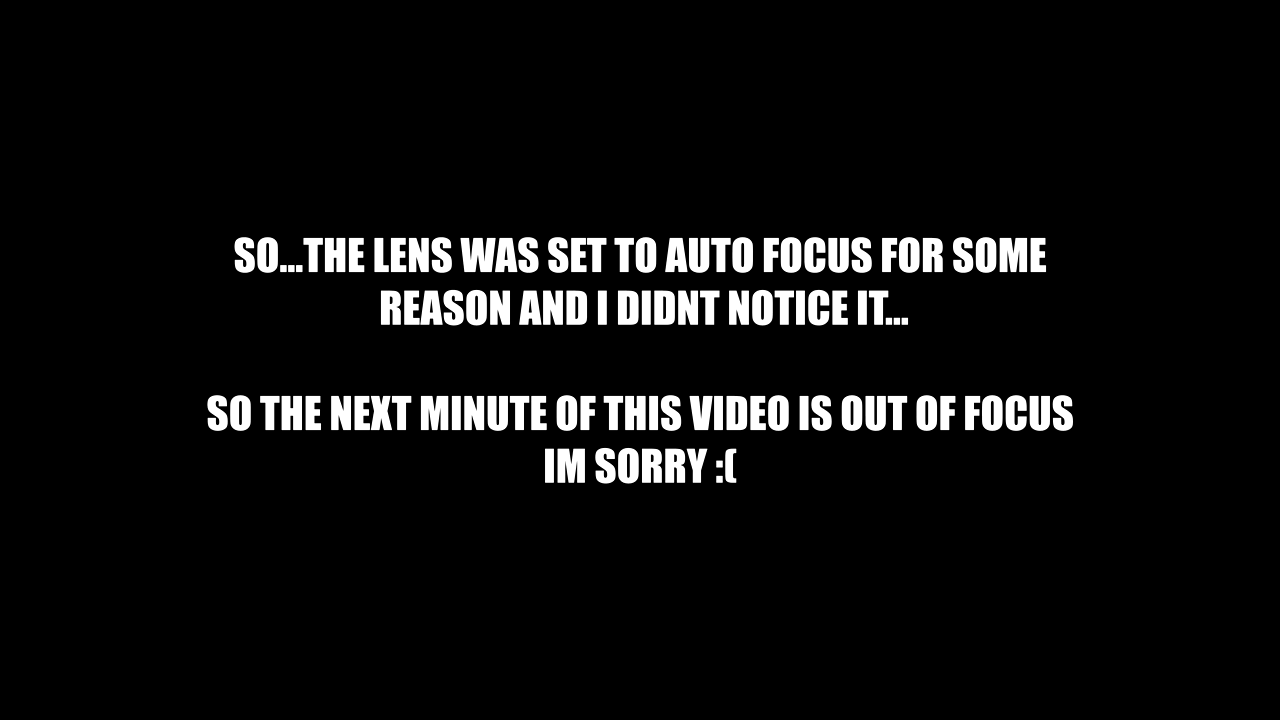 SO...THE LENS WAS SET TO AUTO FOCUS FOR SOME
REASON AND I DIDNT NOTICE IT...
SO THE NEXT MINUTE OF THIS VIDEO IS OUT OF FOCUS
IM SORRY :(